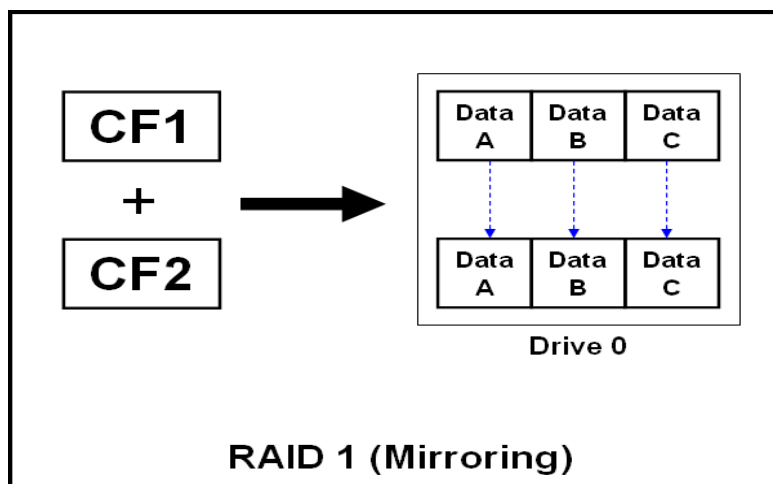 CF1
+
CF2
Data A
Data B
Data C
Data A
Data B
Data C
Drive 0
RAID 1 (Mirroring)